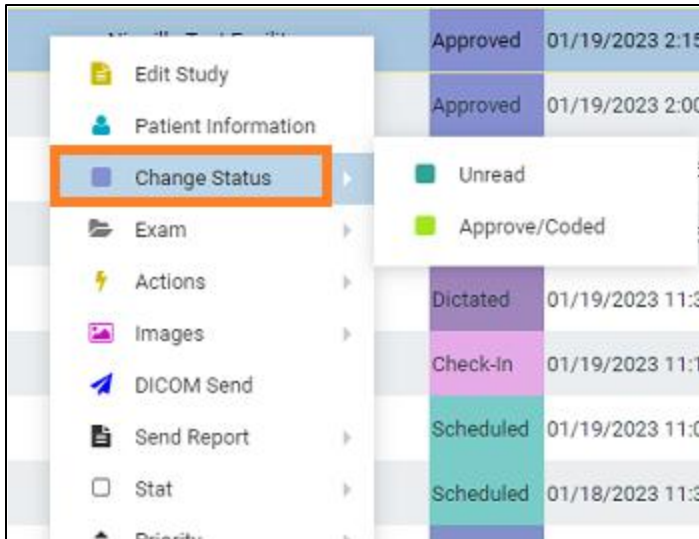 Approved 01/19/2023 2:15
Edit Study
Approved 01/19/2023 2:00
Patient Information
Change Status
Unread
Exam
Approve/Coded
Actions
Dictated 01/19/2023 11:3
Images
Check-In 01/19/2023 11:1
DICOM Send
Send Report
Scheduled 01/19/2023 11:0
Stat
Scheduled 01/18/2023 11:3
Priority